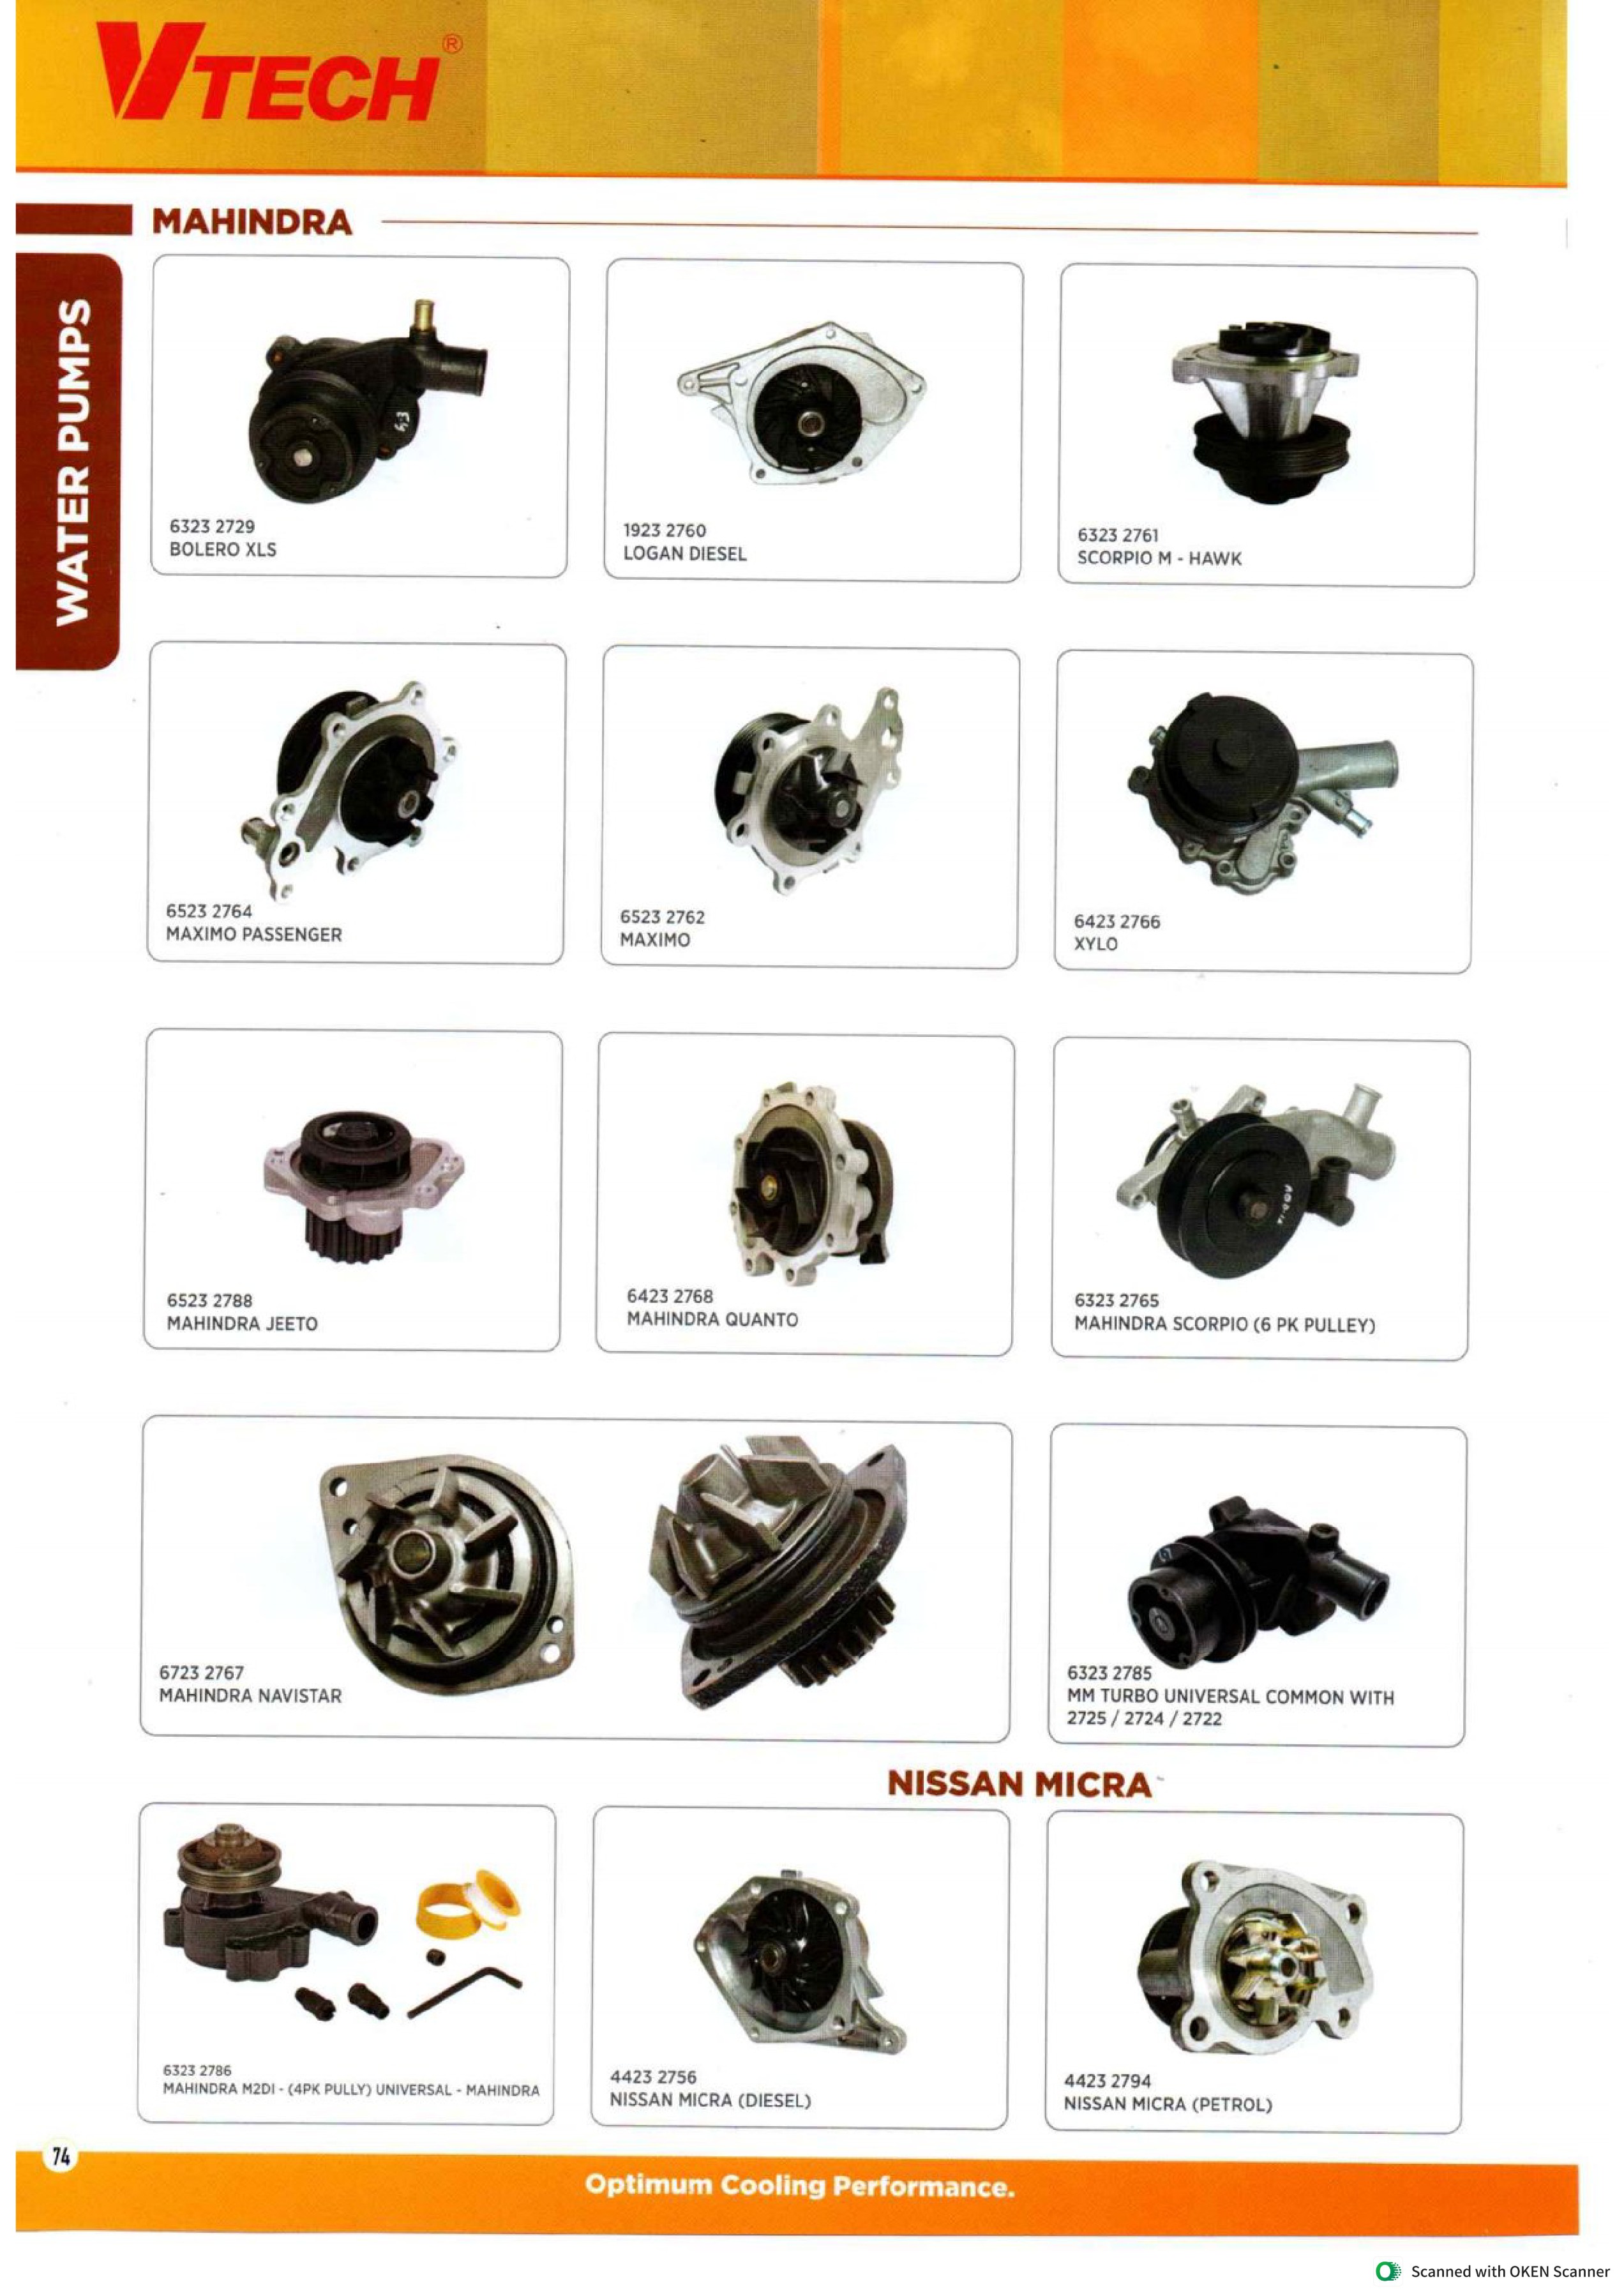 VTECH®
MAHINDRA
WATER PUMPS
6323 2729
BOLERO XLS
1923 2760
LOGAN DIESEL
6323 2761
SCORPIO M - HAWK
6523 2764
MAXIMO PASSENGER
6523 2762
MAXIMO
6423 2766
XYLO
6523 2788
MAHINDRA JEETO
6423 2768
MAHINDRA QUANTO
6323 2765
MAHINDRA SCORPIO (6 PK PULLEY)
6723 2767
MAHINDRA NAVISTAR
6323 2785
MM TURBO UNIVERSAL COMMON WITH
2725 / 2724 / 2722
NISSAN MICRA
6323 2786
MAHINDRA M2DI - (4PK PULLY) UNIVERSAL - MAHINDRA
4423 2756
NISSAN MICRA (DIESEL)
4423 2794
NISSAN MICRA (PETROL)
74
Optimum Cooling Performance.
Scanned with OKEN Scanner